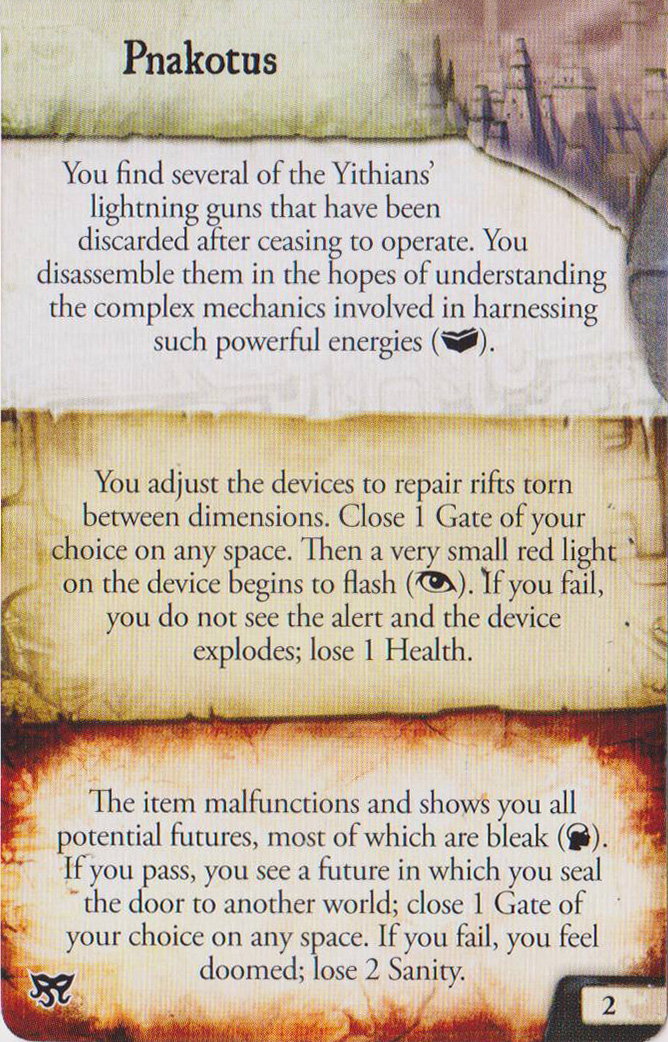 Pnakotus
You find several of the Yithians’
lightning guns that have been
discarded after ceasing to operate. You
disassemble them in the hopes of understanding
the complex mechanics involved in harnessing
such powerful energies ( ).
You adjust the devices to repair rifts torn
between dimensions. Close 1 Gate of your
choice on any space. Then a very small red light
on the device begins to flash ( ). If you fail,
you do not see the alert and the device
explodes; lose 1 Health.
The item malfunctions and shows you all
potential futures, most of which are bleak ( ).
If you pass, you see a future in which you seal
the door to another world; close 1 Gate of
your choice on any space. If you fail, you feel
doomed; lose 2 Sanity.
2